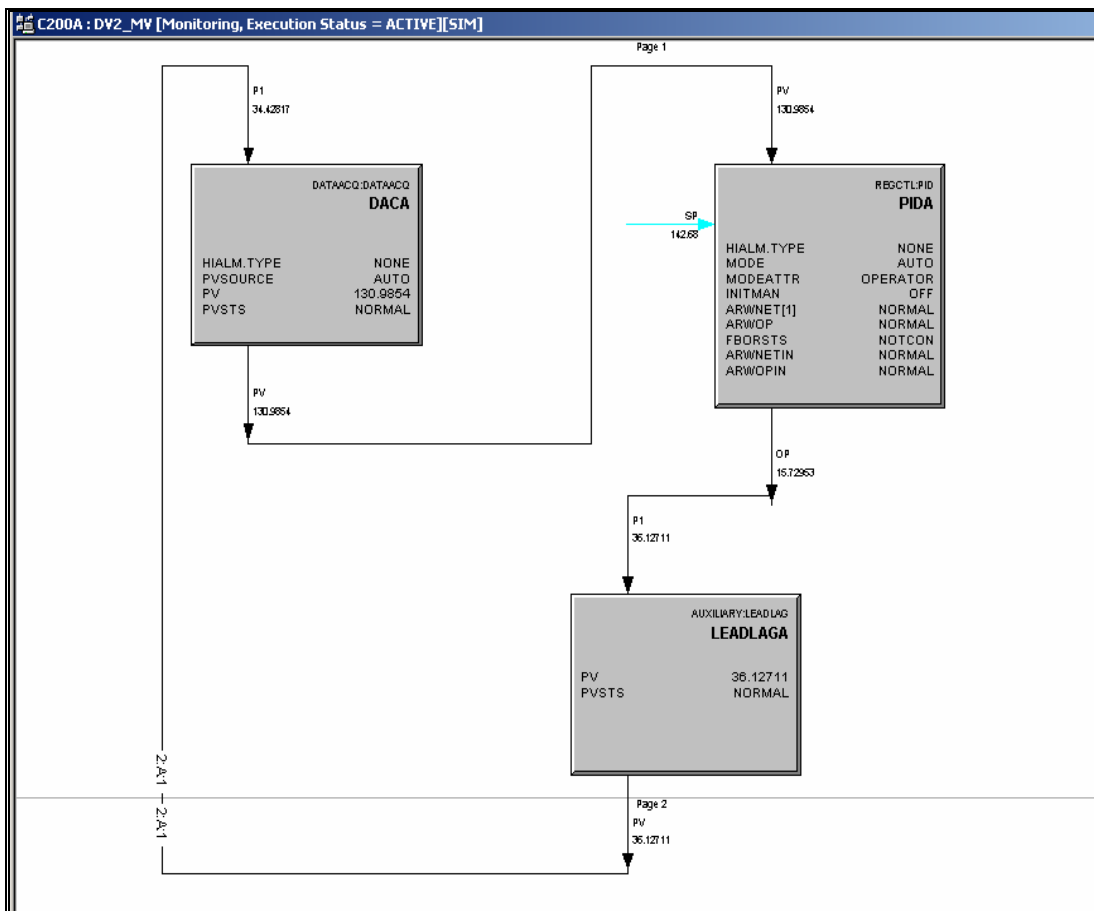 C200A : DV2_MV [Monitoring, Execution Status = ACTIVE][SIM]
Page 1
P1
34.42817
PV
130.9854
DATAACQ:DATAACQ
DACA
HIALM.TYPE NONE
PVSOURCE AUTO
PV 130.9854
PVSTS NORMAL
PV
130.9854
SP
142.68
REGCTL:PID
PIDA
HIALM.TYPE NONE
MODE AUTO
MODEATTR OPERATOR
INITMAN OFF
ARWNET[1] NORMAL
ARWOP NORMAL
FBORSTS NOTCON
ARWNETIN NORMAL
ARWOPIN NORMAL
OP
15.72953
P1
36.12711
AUXILIARY:LEADLAG
LEADLAGA
PV 36.12711
PVSTS NORMAL
2:A:1
2:A:1
Page 2
PV
36.12711